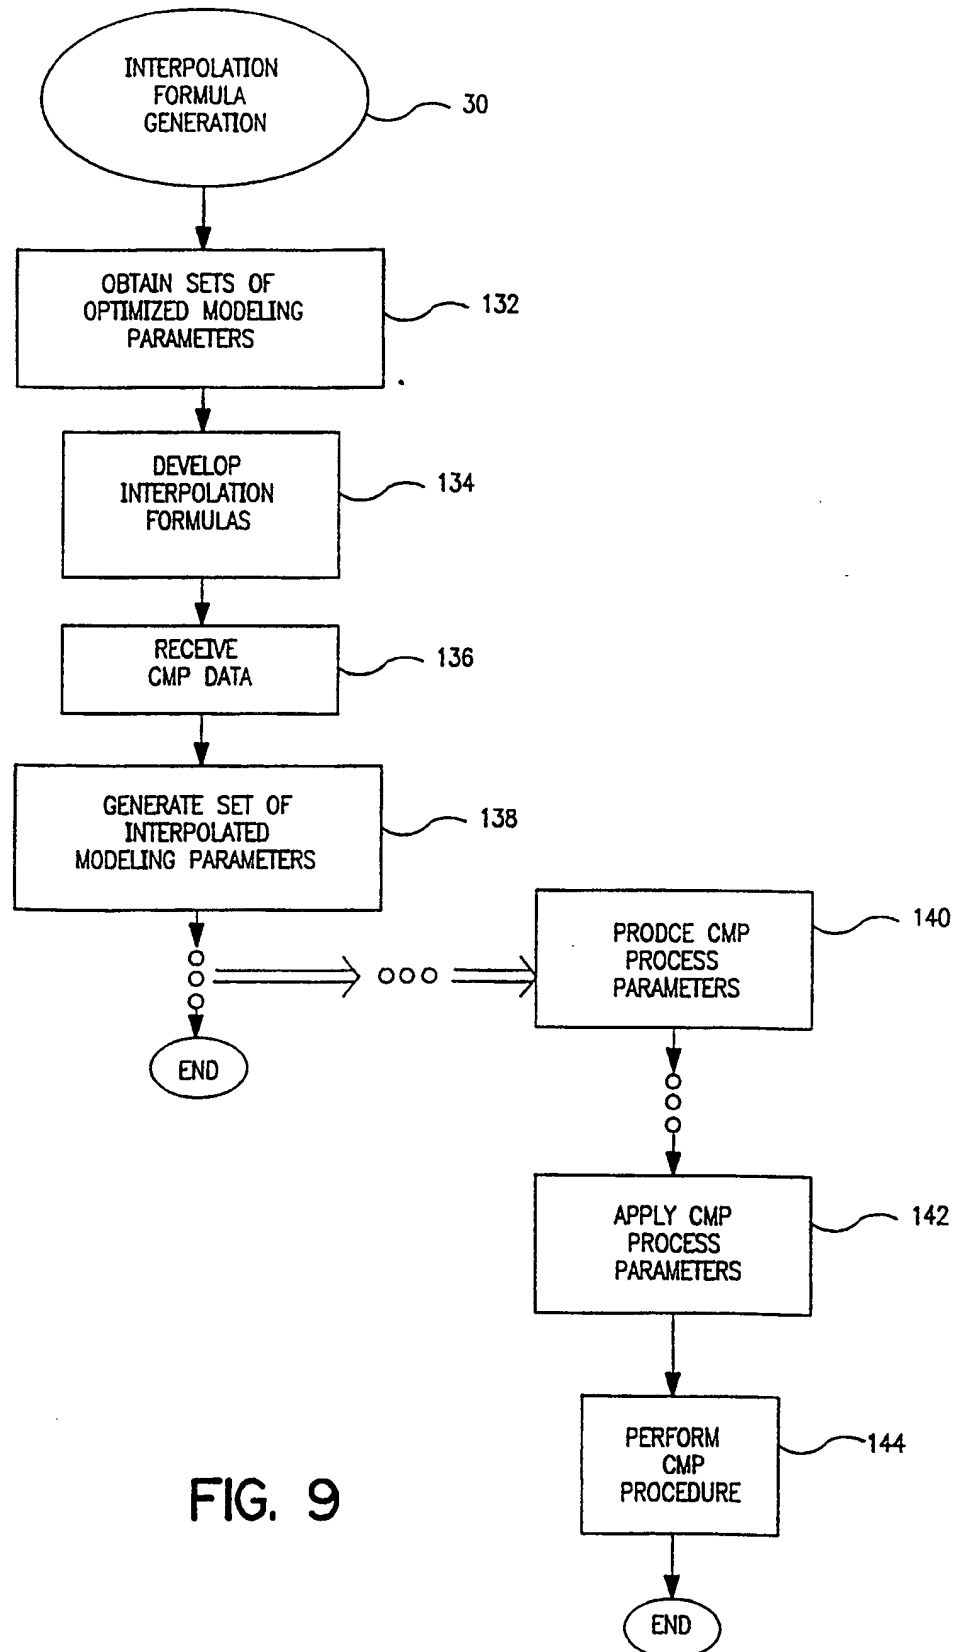 INTERPOLATION
FORMULA
GENERATION
30
OBTAIN SETS OF
OPTIMIZED MODELING
PARAMETERS
132
DEVELOP
INTERPOLATION
FORMULAS
134
RECEIVE
CMP DATA
136
GENERATE SET OF
INTERPOLATED
MODELING PARAMETERS
138
END
PRODCE CMP
PROCESS
PARAMETERS
140
APPLY CMP
PROCESS
PARAMETERS
142
PERFORM
CMP
PROCEDURE
144
END
FIG. 9